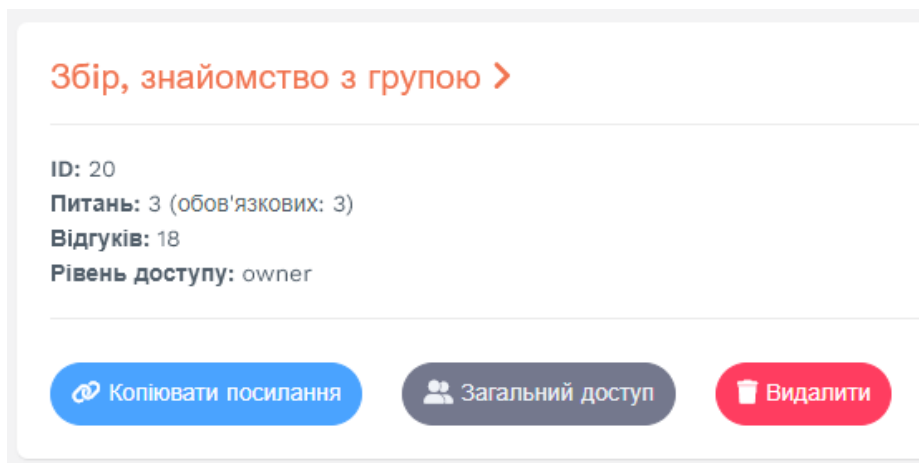 Збір, знайомство з групою
ID: 20
Питань: 3 (обов'язкових: 3)
Відгуків: 18
Рівень доступу: owner
Копіювати посилання
Загальний доступ
Видалити